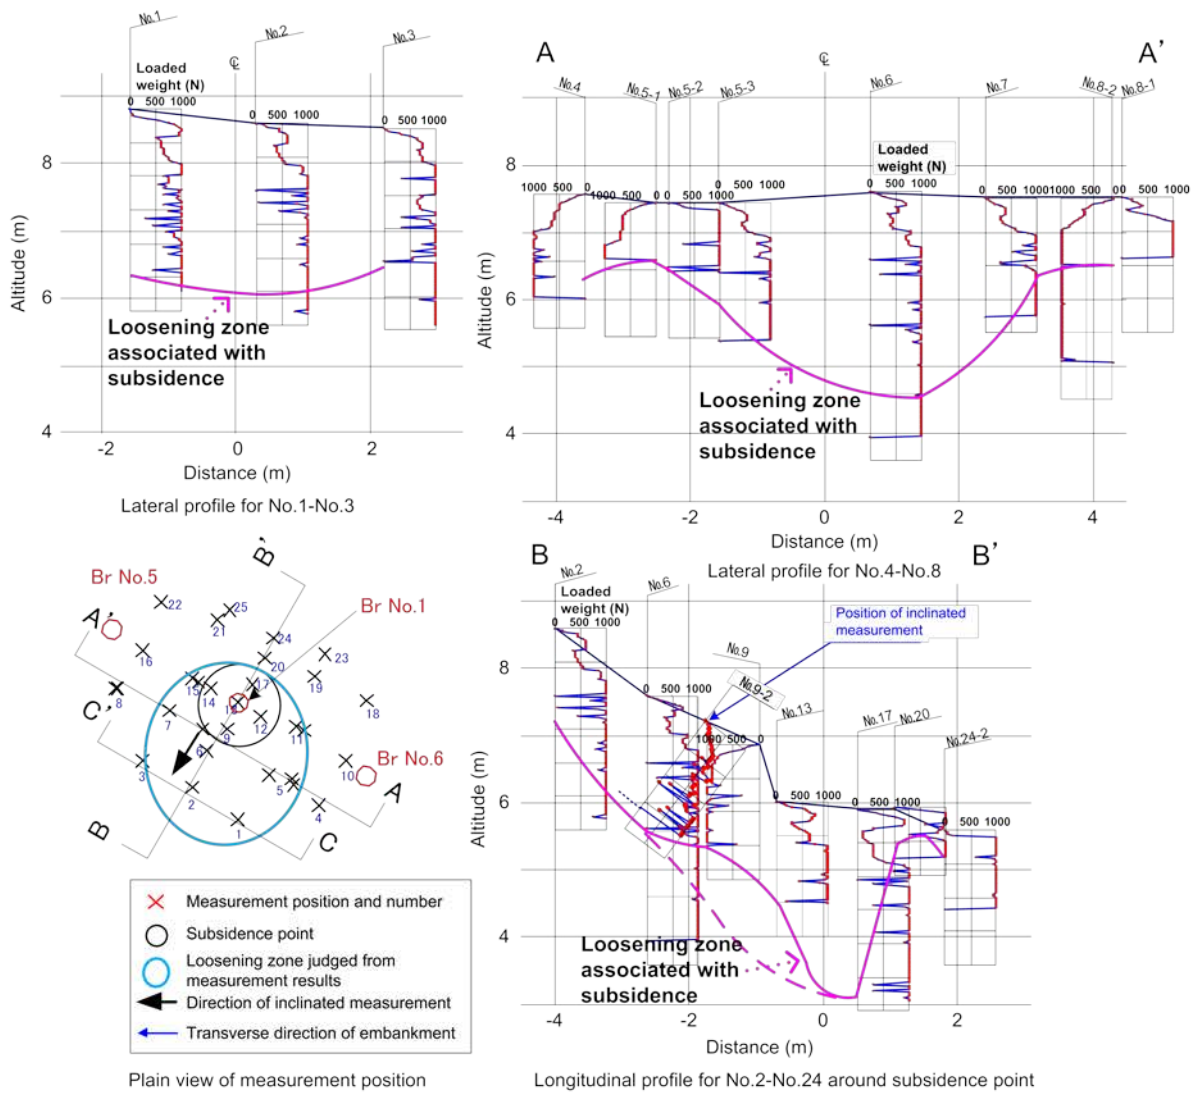 No.1
No.2
No.3
℄
Loaded
weight (N)
0 500 1000
0 500 1000
0 500 1000
8
6
4
Altitude (m)
Loosening zone
associated with
subsidence
-2
0
2
Distance (m)
Lateral profile for No.1-No.3
A
A'
℄
No.4
No.5-1
No.5-2
No.5-3
No.6
No.7
No.8-2
No.8-1
Loaded
weight (N)
1000 500 0
1000 500 0
0 500 1000
0 500 1000
0 500 1000
0 500 1000
1000 500 0
0 500 1000
8
6
4
Altitude (m)
Loosening zone
associated with
subsidence
-4
-2
0
2
4
Distance (m)
Lateral profile for No.4-No.8
Br No.5
Br No.1
Br No.6
A'
B'
C'
A
B
C
22
25
21
24
16
20
23
15
14
17
19
8
7
13
12
18
9
11
6
3
10
2
5
4
1
Measurement position and number
Subsidence point
Loosening zone judged from
measurement results
Direction of inclinated measurement
Transverse direction of embankment
Plain view of measurement position
B
B'
No.2
No.6
No.9
No.9-2
No.13
No.17
No.20
No.24-2
Loaded
weight (N)
0 500 1000
0 500 1000
1000 500 0
0 500 1000
0 500 1000
0 500 1000
Position of inclinated
measurement
8
6
4
Altitude (m)
Loosening zone
associated with
subsidence
-4
-2
0
2
Distance (m)
Longitudinal profile for No.2-No.24 around subsidence point